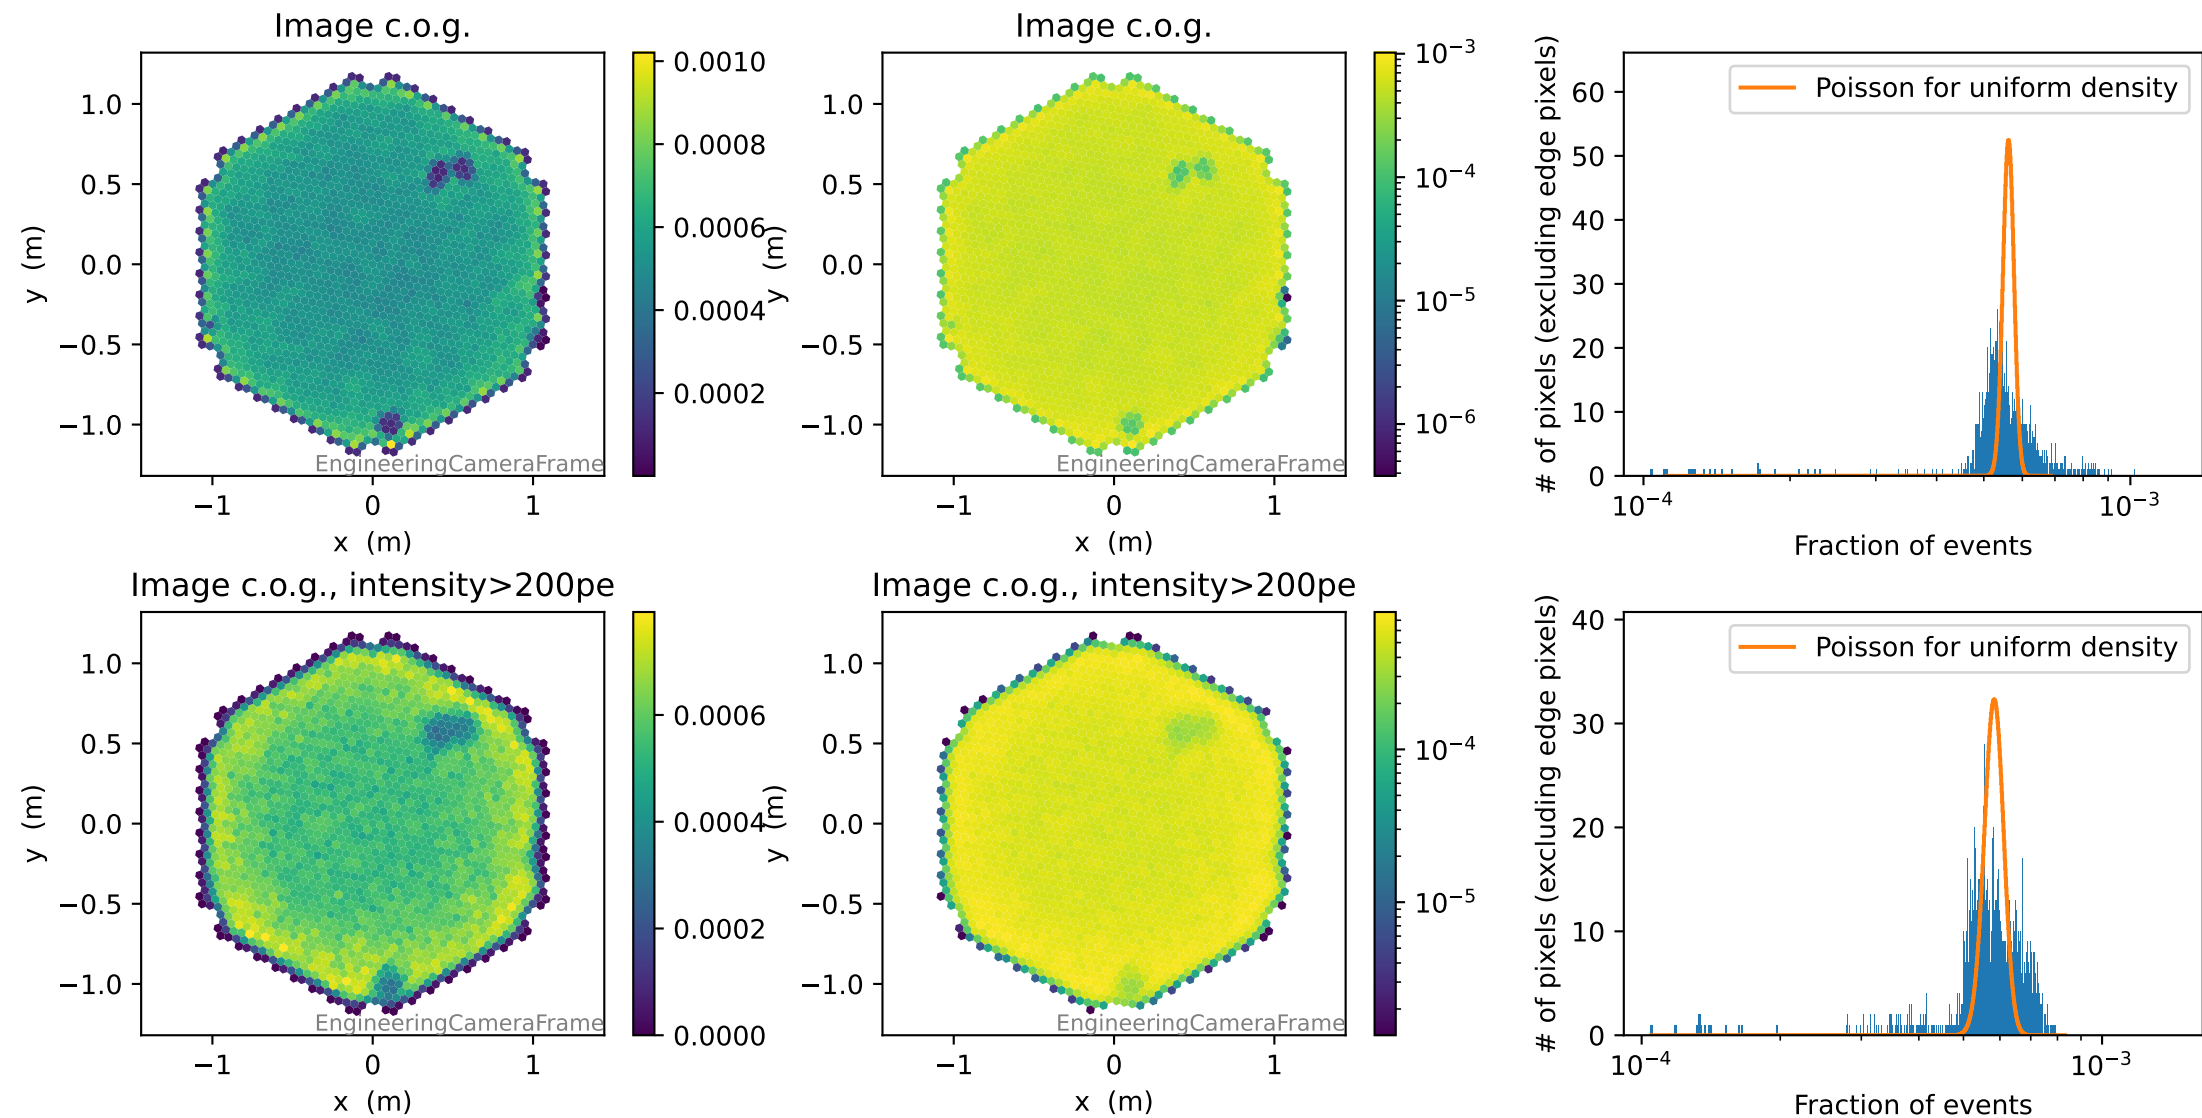 Image c.o.g.
1.0
0.5
0.0
−0.5
−1.0
y (m)
−1
0
1
x (m)
EngineeringCameraFrame
0.0010
0.0008
0.0006
0.0004
0.0002
Image c.o.g.
1.0
0.5
0.0
−0.5
−1.0
y (m)
−1
0
1
x (m)
EngineeringCameraFrame
10⁻³
10⁻⁴
10⁻⁵
10⁻⁶
Poisson for uniform density
60
50
40
30
20
10
0
# of pixels (excluding edge pixels)
10⁻⁴
10⁻³
Fraction of events
Image c.o.g., intensity>200pe
1.0
0.5
0.0
−0.5
−1.0
y (m)
−1
0
1
x (m)
EngineeringCameraFrame
0.0006
0.0004
0.0002
0.0000
Image c.o.g., intensity>200pe
1.0
0.5
0.0
−0.5
−1.0
y (m)
−1
0
1
x (m)
EngineeringCameraFrame
10⁻⁴
10⁻⁵
Poisson for uniform density
40
30
20
10
0
# of pixels (excluding edge pixels)
10⁻⁴
10⁻³
Fraction of events